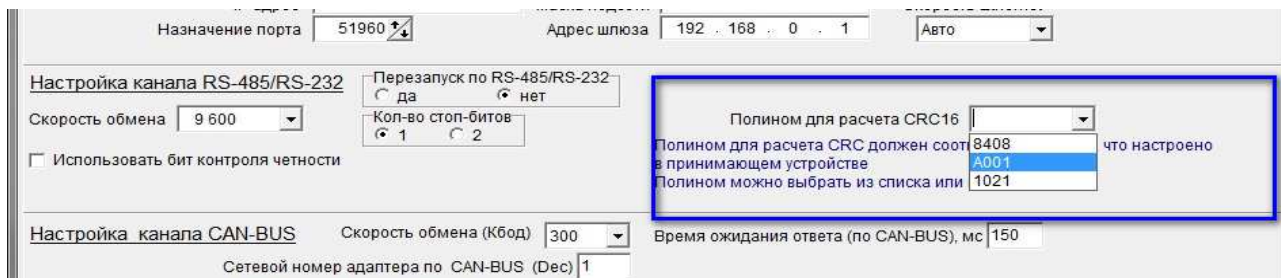 Назначение порта 51960 Адрес шлюза 192 . 168 . 0 . 1 Авто
Настройка канала RS-485/RS-232 Перезапуск по RS-485/RS-232
да нет
Скорость обмена 9 600 Кол-во стоп-битов Полином для расчета CRC16
1 2
Использовать бит контроля четности
Полином для расчета CRC должен соот 8408 что настроено
в принимающем устройстве A001
Полином можно выбрать из списка или 1021
Настройка канала CAN-BUS Скорость обмена (Кбод) 300 Время ожидания ответа (по CAN-BUS), мс 150
Сетевой номер адаптера по CAN-BUS (Dec) 1